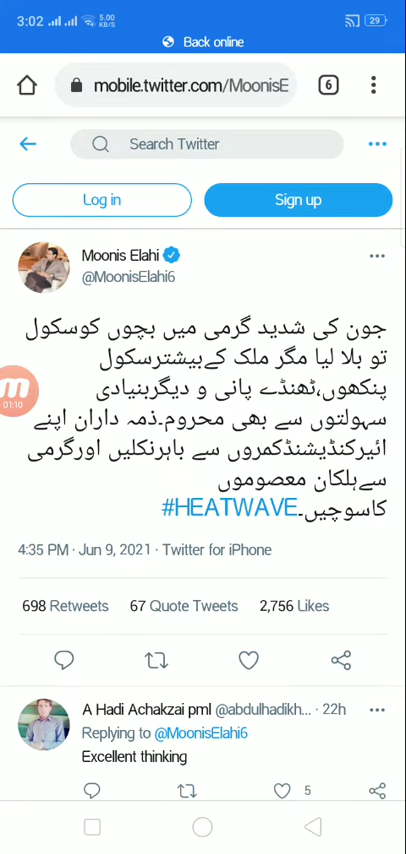 3:02
5.00
KB/S
29
Back online
mobile.twitter.com/MoonisE
6
Search Twitter
Log in
Sign up
Moonis Elahi
@MoonisElahi6
جون کی شدید گرمی میں بچوں کوسکول
تو بلا لیا مگر ملک کےبیشترسکول
پنکھوں،ٹھنڈے پانی و دیگربنیادی
سہولتوں سے بھی محروم۔ذمہ داران اپنے
ائیرکنڈیشنڈکمروں سے باہرنکلیں اورگرمی
سےہلکان معصوموں
کاسوچیں۔#HEATWAVE
4:35 PM · Jun 9, 2021 · Twitter for iPhone
698 Retweets 67 Quote Tweets 2,756 Likes
A Hadi Achakzai pml @abdulhadikh... · 22h
Replying to @MoonisElahi6
Excellent thinking
5
01:10